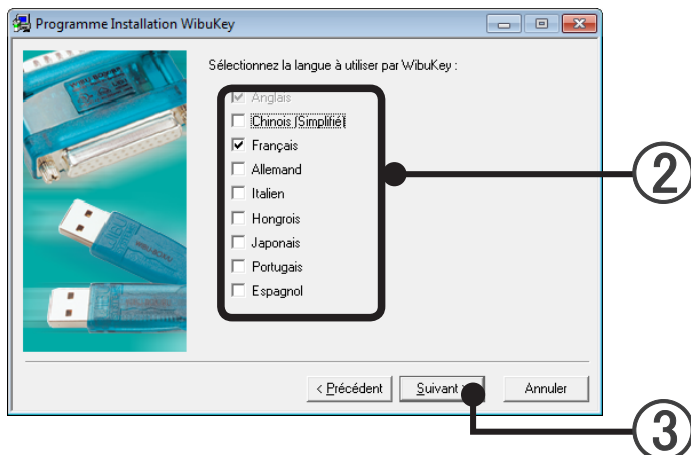 Programme Installation WibuKey
Sélectionnez la langue à utiliser par WibuKey :
Anglais
Chinois (Simplifié)
Français
Allemand
Italien
Hongrois
Japonais
Portugais
Espagnol
2
< Précédent
Suivant
Annuler
3